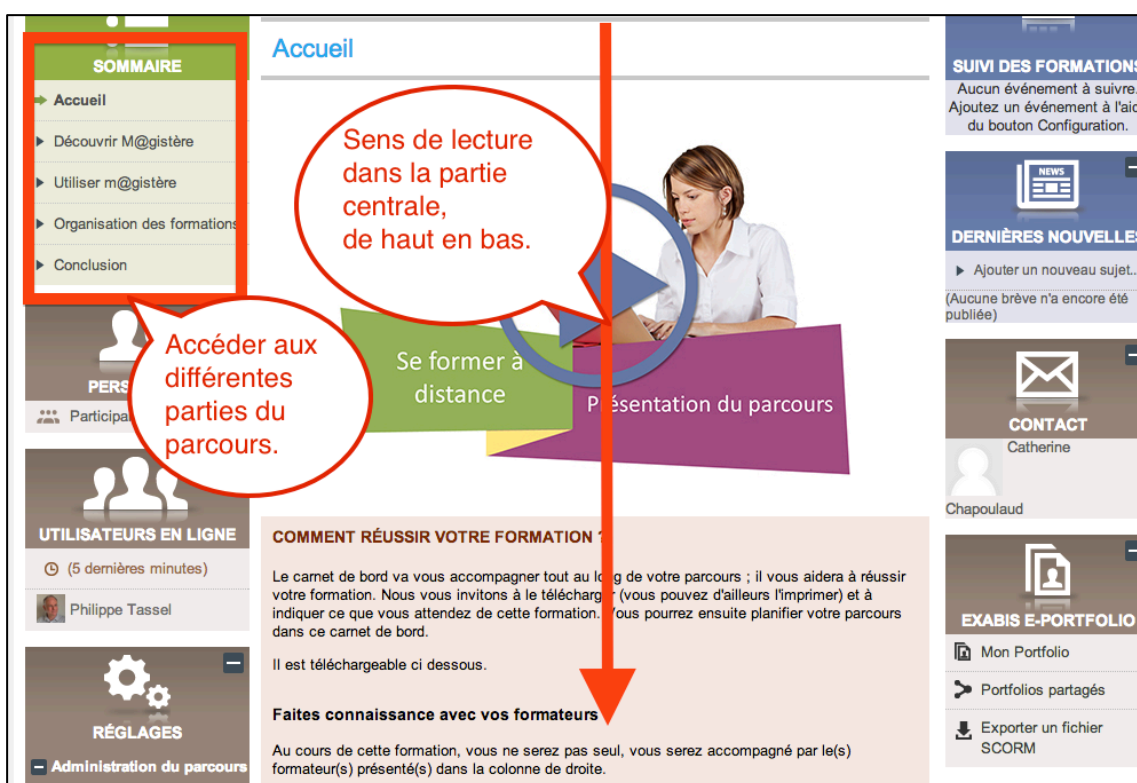 SOMMAIRE
Accueil
Découvrir M@gistère
Utiliser m@gistère
Organisation des formations
Conclusion
Accéder aux
différentes
parties du
parcours.
PERS
Participa
UTILISATEURS EN LIGNE
(5 dernières minutes)
Philippe Tassel
RÉGLAGES
Administration du parcours
Accueil
Sens de lecture
dans la partie
centrale,
de haut en bas.
Se former à
distance
Présentation du parcours
COMMENT RÉUSSIR VOTRE FORMATION ?
Le carnet de bord va vous accompagner tout au long de votre parcours ; il vous aidera à réussir
votre formation. Nous vous invitons à le télécharger (vous pouvez d'ailleurs l'imprimer) et à
indiquer ce que vous attendez de cette formation. Vous pourrez ensuite planifier votre parcours
dans ce carnet de bord.
Il est téléchargeable ci dessous.
Faites connaissance avec vos formateurs
Au cours de cette formation, vous ne serez pas seul, vous serez accompagné par le(s)
formateur(s) présenté(s) dans la colonne de droite.
SUIVI DES FORMATIONS
Aucun événement à suivre.
Ajoutez un événement à l'aid
du bouton Configuration.
NEWS
DERNIÈRES NOUVELLES
Ajouter un nouveau sujet..
(Aucune brève n'a encore été
publiée)
CONTACT
Catherine
Chapoulaud
EXABIS E-PORTFOLIO
Mon Portfolio
Portfolios partagés
Exporter un fichier
SCORM